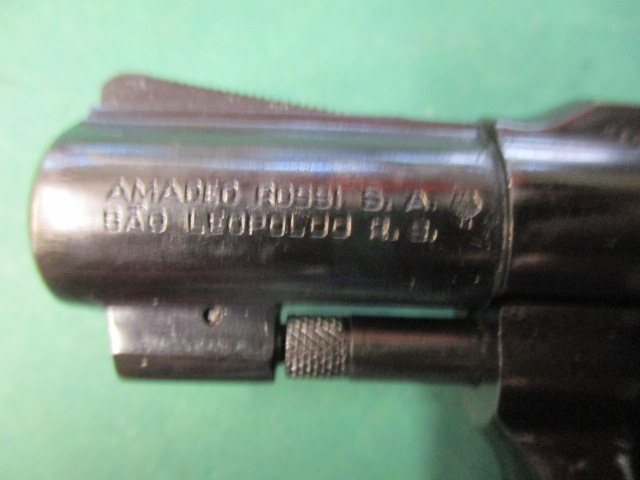 AMADEO ROSSI S. A.
SÃO LEOPOLDO R. S.